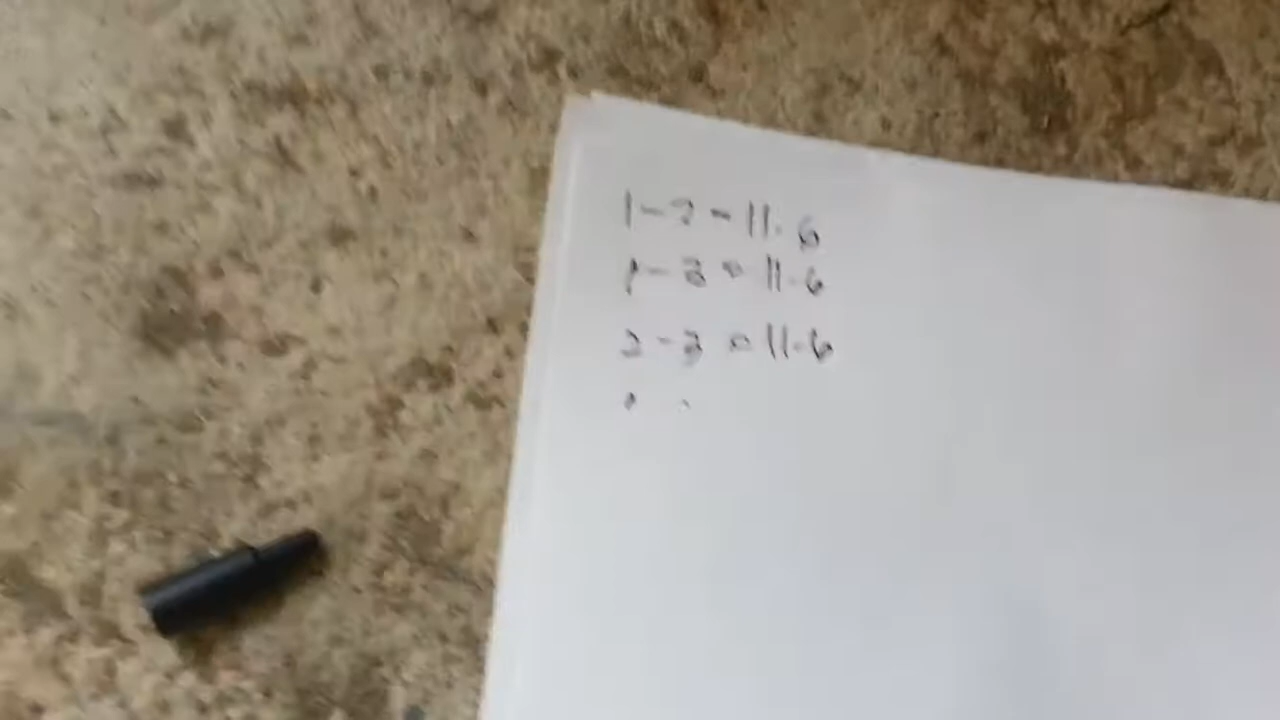 1-2 = 11.6
1-3 = 11.6
2-3 = 11.6